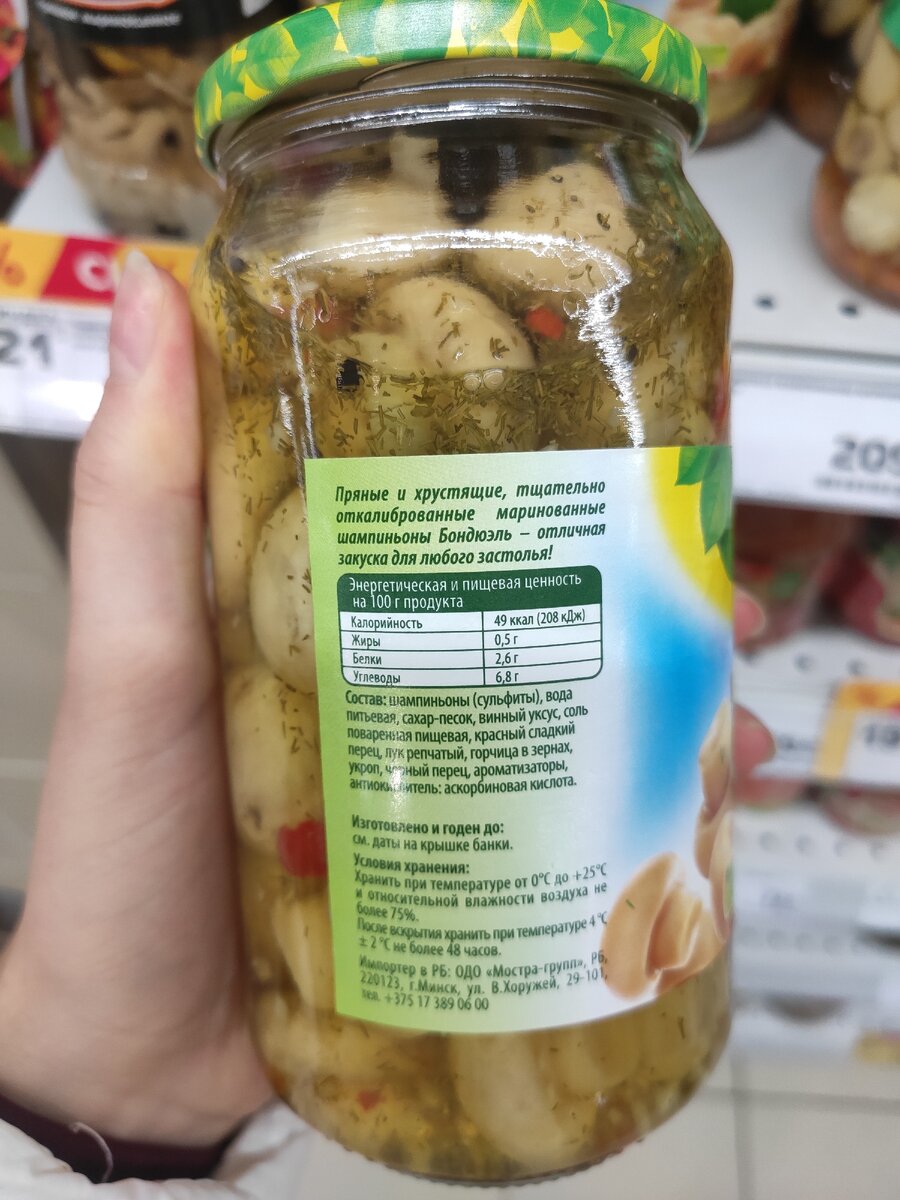 21
209
19
Пряные и хрустящие, тщательно
откалиброванные маринованные
шампиньоны Бондюэль – отличная
закуска для любого застолья!
Энергетическая и пищевая ценность
на 100 г продукта
Калорийность 49 ккал (208 кДж)
Жиры 0,5 г
Белки 2,6 г
Углеводы 6,8 г
Состав: шампиньоны (сульфиты), вода
питьевая, сахар-песок, винный уксус, соль
поваренная пищевая, красный сладкий
перец, лук репчатый, горчица в зернах,
укроп, черный перец, ароматизаторы,
антиокислитель: аскорбиновая кислота.
Изготовлено и годен до:
см. даты на крышке банки.
Условия хранения:
Хранить при температуре от 0°С до +25°С
и относительной влажности воздуха не
более 75%.
После вскрытия хранить при температуре 4 °С
± 2 °С не более 48 часов.
Импортер в РБ: ОДО «Мостра-групп», РБ,
220123, г.Минск, ул. В.Хоружей, 29-101,
тел. +375 17 389 06 00